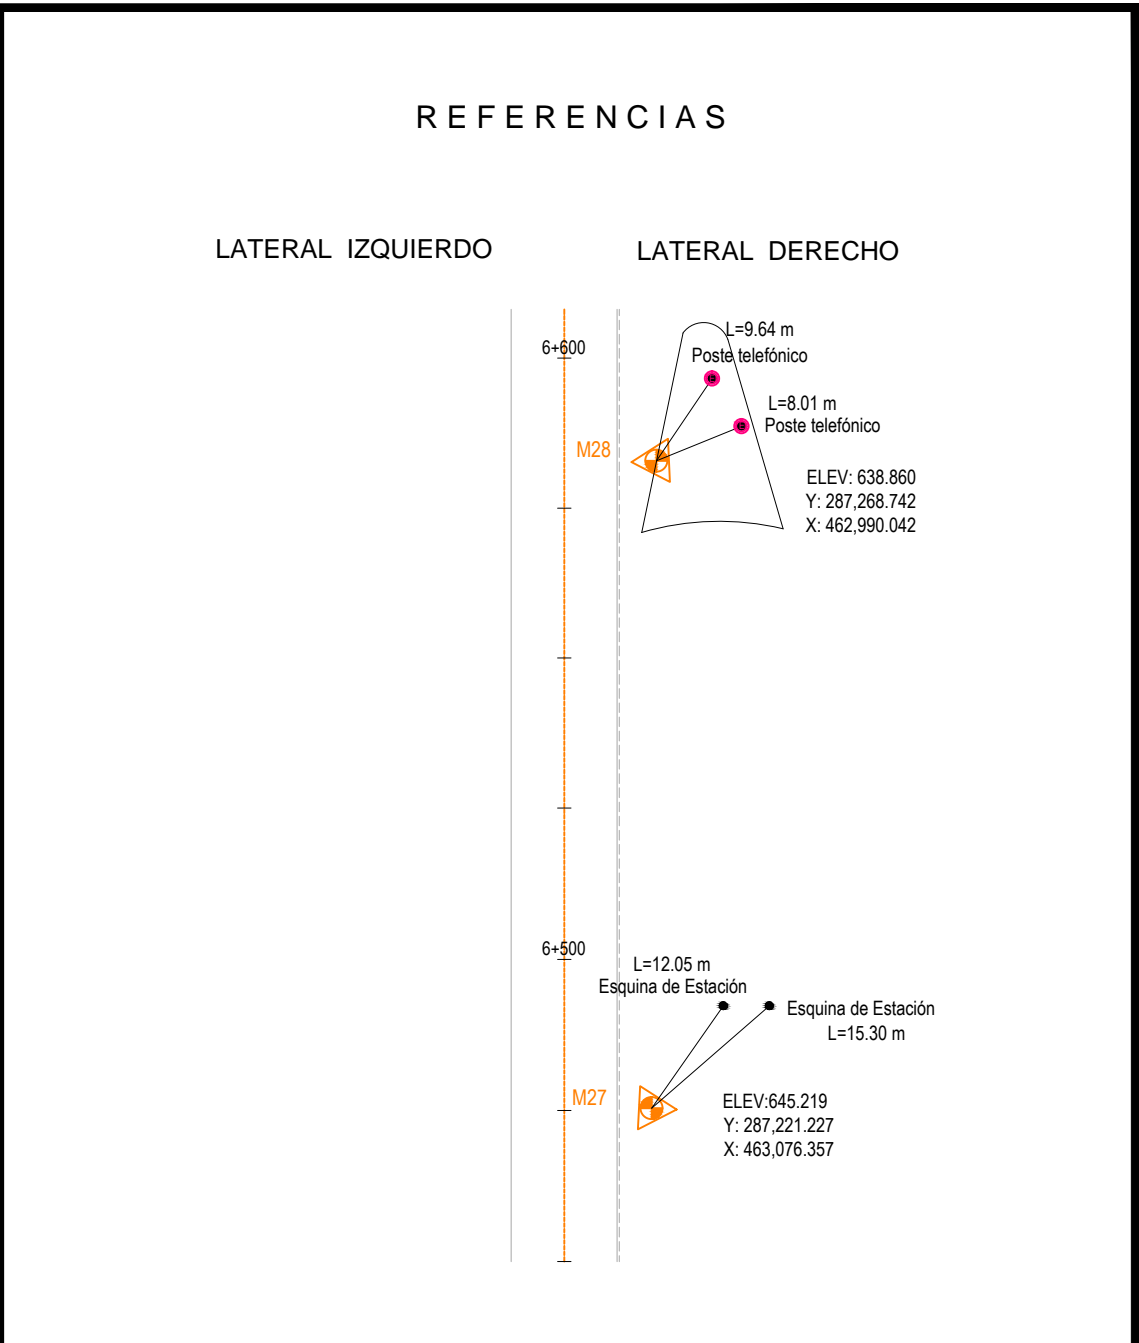 REFERENCIAS
LATERAL IZQUIERDO
LATERAL DERECHO
6+600
L=9.64 m
Poste telefónico
L=8.01 m
Poste telefónico
M28
ELEV: 638.860
Y: 287,268.742
X: 462,990.042
6+500
L=12.05 m
Esquina de Estación
Esquina de Estación
L=15.30 m
M27
ELEV:645.219
Y: 287,221.227
X: 463,076.357